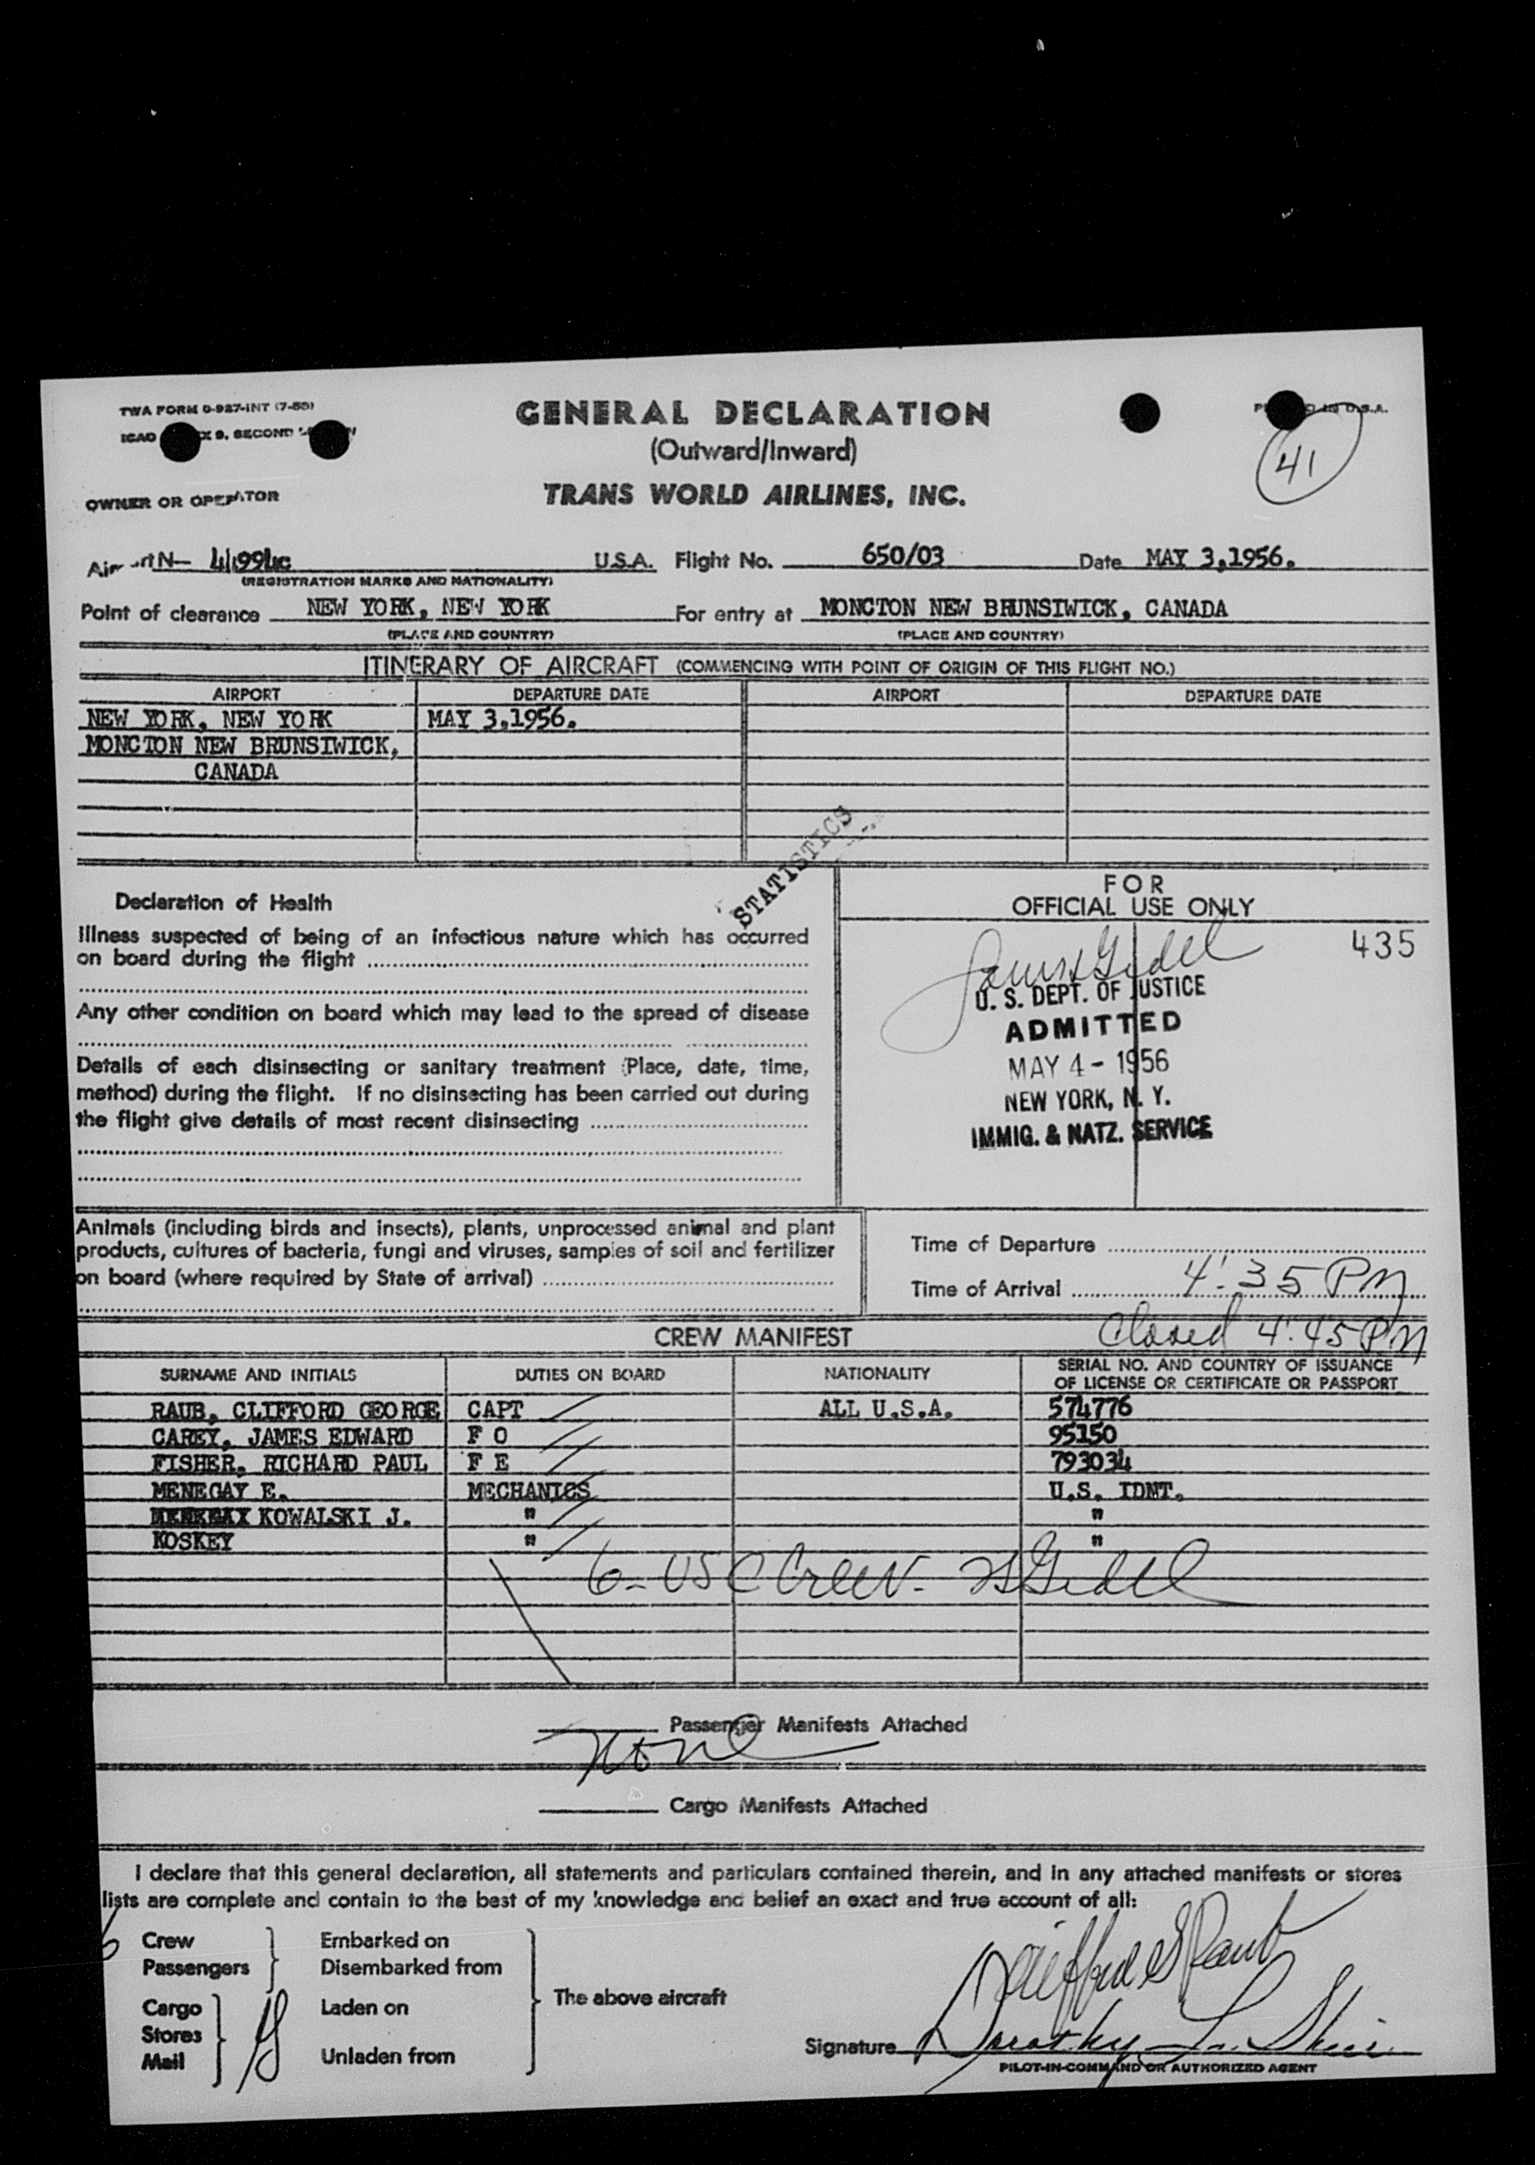 TWA FORM 0-927-INT (7-55)
ICAO X 9, SECOND
GENERAL DECLARATION
(Outward/Inward)
41
OWNER OR OPERATOR
TRANS WORLD AIRLINES, INC.
N— U.S.A. Flight No. 650/03 Date MAY 3,1956.
(REGISTRATION MARKS AND NATIONALITY)
Point of clearance NEW YORK, NEW YORK For entry at MONCTON NEW BRUNSIWICK, CANADA
(PLACE AND COUNTRY) (PLACE AND COUNTRY)
ITINERARY OF AIRCRAFT (COMMENCING WITH POINT OF ORIGIN OF THIS FLIGHT NO.)
AIRPORT DEPARTURE DATE AIRPORT DEPARTURE DATE
NEW YORK, NEW YORK MAY 3,1956.
MONCTON NEW BRUNSIWICK,
CANADA
STATISTICS
Declaration of Health
Illness suspected of being of an infectious nature which has occurred
on board during the flight
Any other condition on board which may lead to the spread of disease
Details of each disinsecting or sanitary treatment (Place, date, time,
method) during the flight. If no disinsecting has been carried out during
the flight give details of most recent disinsecting
FOR
OFFICIAL USE ONLY
435
U. S. DEPT. OF JUSTICE
ADMITTED
MAY 4 - 1956
NEW YORK, N. Y.
IMMIG. & NATZ. SERVICE
Animals (including birds and insects), plants, unprocessed animal and plant
products, cultures of bacteria, fungi and viruses, samples of soil and fertilizer
on board (where required by State of arrival)
Time of Departure
Time of Arrival 4:35 PM
Closed 4:45 PM
CREW MANIFEST
SURNAME AND INITIALS DUTIES ON BOARD NATIONALITY SERIAL NO. AND COUNTRY OF ISSUANCE
OF LICENSE OR CERTIFICATE OR PASSPORT
RAUB, CLIFFORD GEORGE CAPT ALL U.S.A. 574776
CAREY, JAMES EDWARD F O 95150
FISHER, RICHARD PAUL F E 793034
MENEGAY E. MECHANICS U.S. IDNT.
KOWALSKI J. " "
KOSKEY " "
6-USC Crew.
Passenger Manifests Attached
None
Cargo Manifests Attached
I declare that this general declaration, all statements and particulars contained therein, and in any attached manifests or stores
lists are complete and contain to the best of my knowledge and belief an exact and true account of all:
6 Crew Embarked on
Passengers Disembarked from
The above aircraft
Cargo Laden on
Stores
Mail Unladen from
Signature
PILOT-IN-COMMAND OR AUTHORIZED AGENT